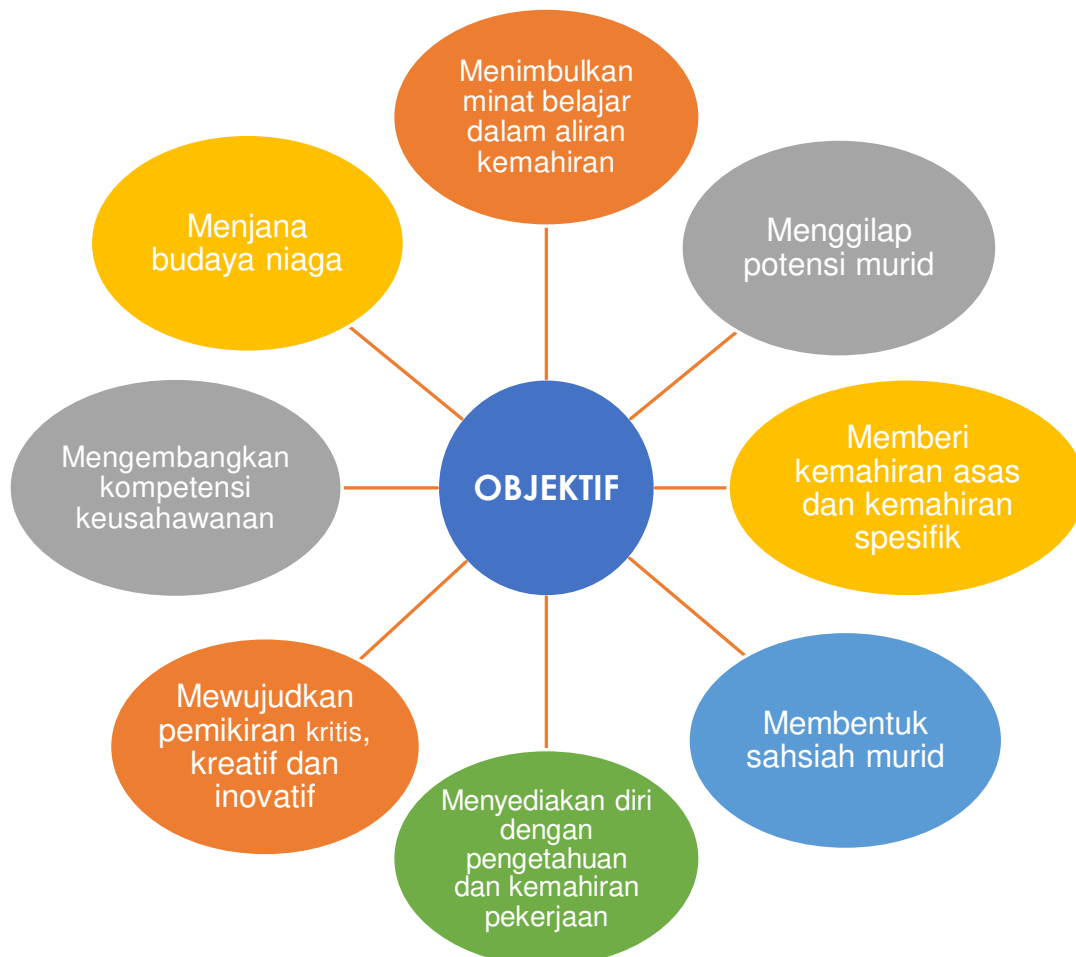 Menimbulkan
minat belajar
dalam aliran
kemahiran
Menggilap
potensi murid
Memberi
kemahiran asas
dan kemahiran
spesifik
Membentuk
sahsiah murid
Menyediakan diri
dengan
pengetahuan
dan kemahiran
pekerjaan
Mewujudkan
pemikiran kritis,
kreatif dan
inovatif
Mengembangkan
kompetensi
keusahawanan
Menjana
budaya niaga
OBJEKTIF